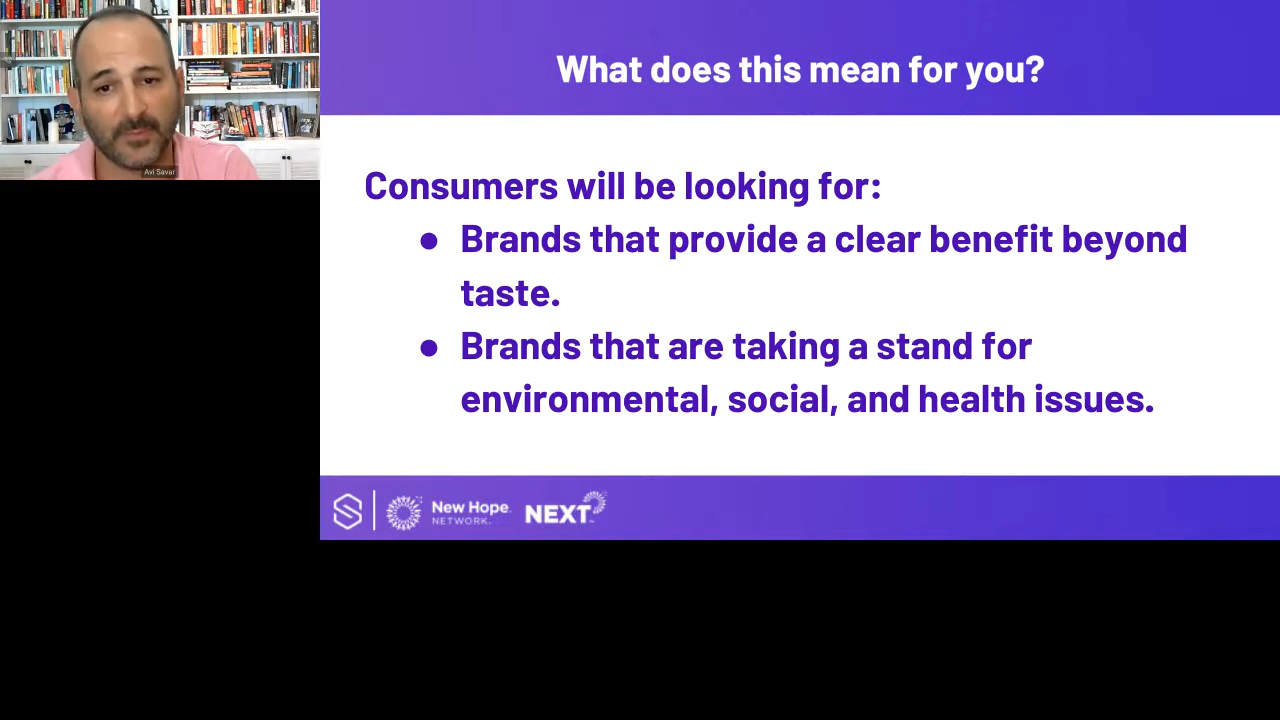 What does this mean for you?
Avi Savar
Consumers will be looking for:
● Brands that provide a clear benefit beyond
taste.
● Brands that are taking a stand for
environmental, social, and health issues.
New Hope
NETWORK
NEXT